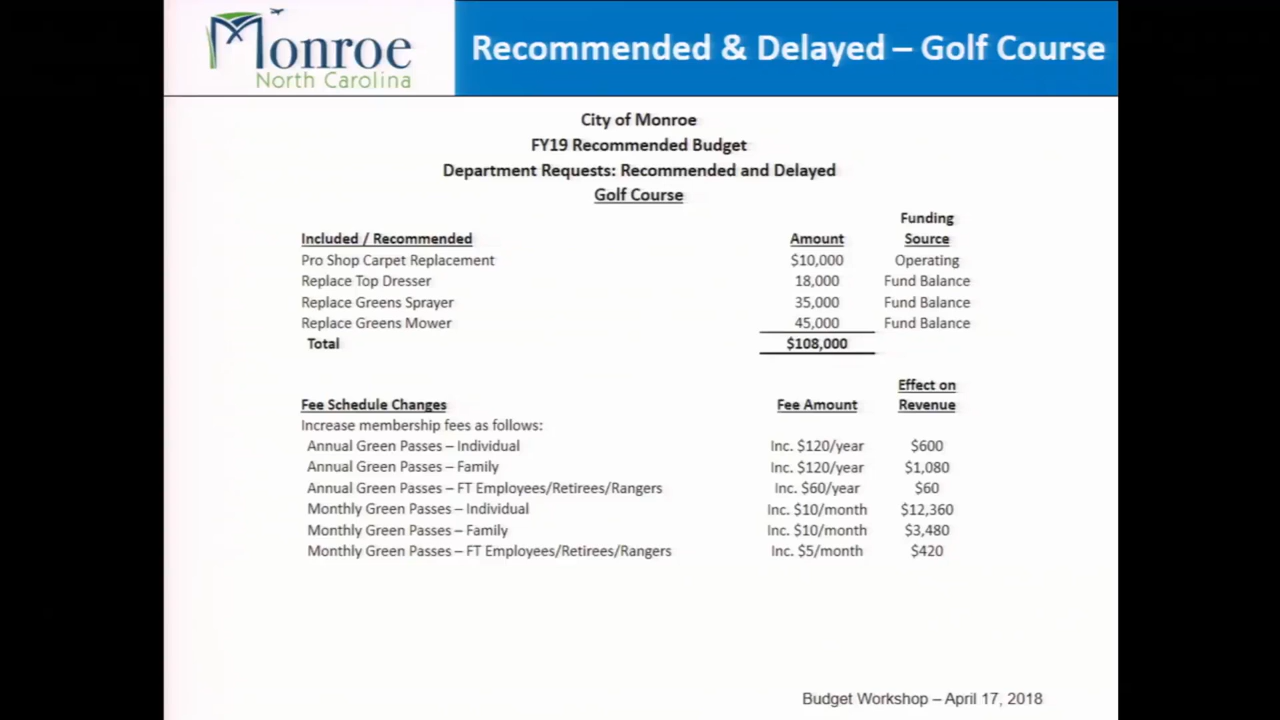 Monroe
North Carolina
Recommended & Delayed – Golf Course
City of Monroe
FY19 Recommended Budget
Department Requests: Recommended and Delayed
Golf Course
Included / Recommended Amount Funding Source
Pro Shop Carpet Replacement $10,000 Operating
Replace Top Dresser 18,000 Fund Balance
Replace Greens Sprayer 35,000 Fund Balance
Replace Greens Mower 45,000 Fund Balance
Total $108,000
Fee Schedule Changes Fee Amount Effect on Revenue
Increase membership fees as follows:
Annual Green Passes – Individual Inc. $120/year $600
Annual Green Passes – Family Inc. $120/year $1,080
Annual Green Passes – FT Employees/Retirees/Rangers Inc. $60/year $60
Monthly Green Passes – Individual Inc. $10/month $12,360
Monthly Green Passes – Family Inc. $10/month $3,480
Monthly Green Passes – FT Employees/Retirees/Rangers Inc. $5/month $420
Budget Workshop – April 17, 2018